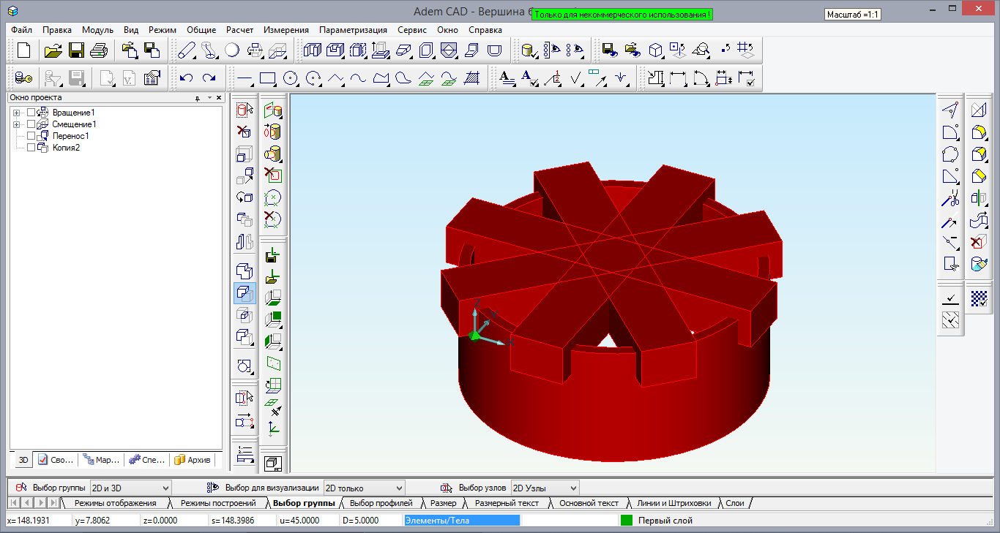 Adem CAD - Вершина б
Только для некоммерческого использования !
Масштаб =1:1
Файл Правка Модуль Вид Режим Общие Расчет Измерения Параметризация Сервис Окно Справка
Окно проекта
Вращение1
Смещение1
Перенос1
Копия2
3D Сво... Мар... Спе... Архив
Выбор группы 2D и 3D Выбор для визуализации 2D только Выбор узлов 2D Узлы
Режимы отображения Режимы построений Выбор группы Выбор профилей Размер Размерный текст Основной текст Линии и Штриховки Слои
x=148.1931 y=7.8062 z=0.0000 s=148.3986 u=45.0000 D=5.0000 Элементы/Тела Первый слой